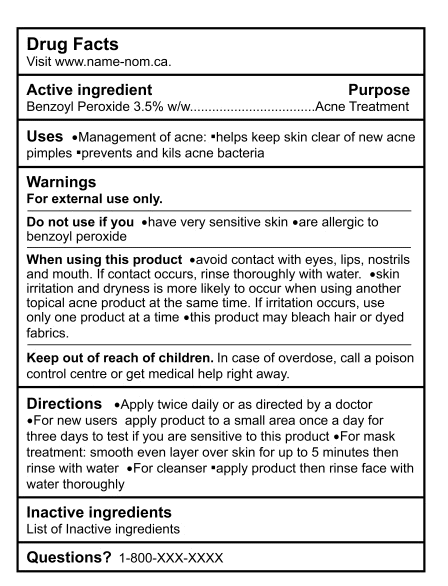 Drug Facts
Visit www.name-nom.ca.
Active ingredient Purpose
Benzoyl Peroxide 3.5% w/w..................................Acne Treatment
Uses •Management of acne: ▪helps keep skin clear of new acne
pimples ▪prevents and kils acne bacteria
Warnings
For external use only.
Do not use if you •have very sensitive skin •are allergic to
benzoyl peroxide
When using this product •avoid contact with eyes, lips, nostrils
and mouth. If contact occurs, rinse thoroughly with water. •skin
irritation and dryness is more likely to occur when using another
topical acne product at the same time. If irritation occurs, use
only one product at a time •this product may bleach hair or dyed
fabrics.
Keep out of reach of children. In case of overdose, call a poison
control centre or get medical help right away.
Directions •Apply twice daily or as directed by a doctor
•For new users apply product to a small area once a day for
three days to test if you are sensitive to this product •For mask
treatment: smooth even layer over skin for up to 5 minutes then
rinse with water •For cleanser ▪apply product then rinse face with
water thoroughly
Inactive ingredients
List of Inactive ingredients
Questions? 1-800-XXX-XXXX